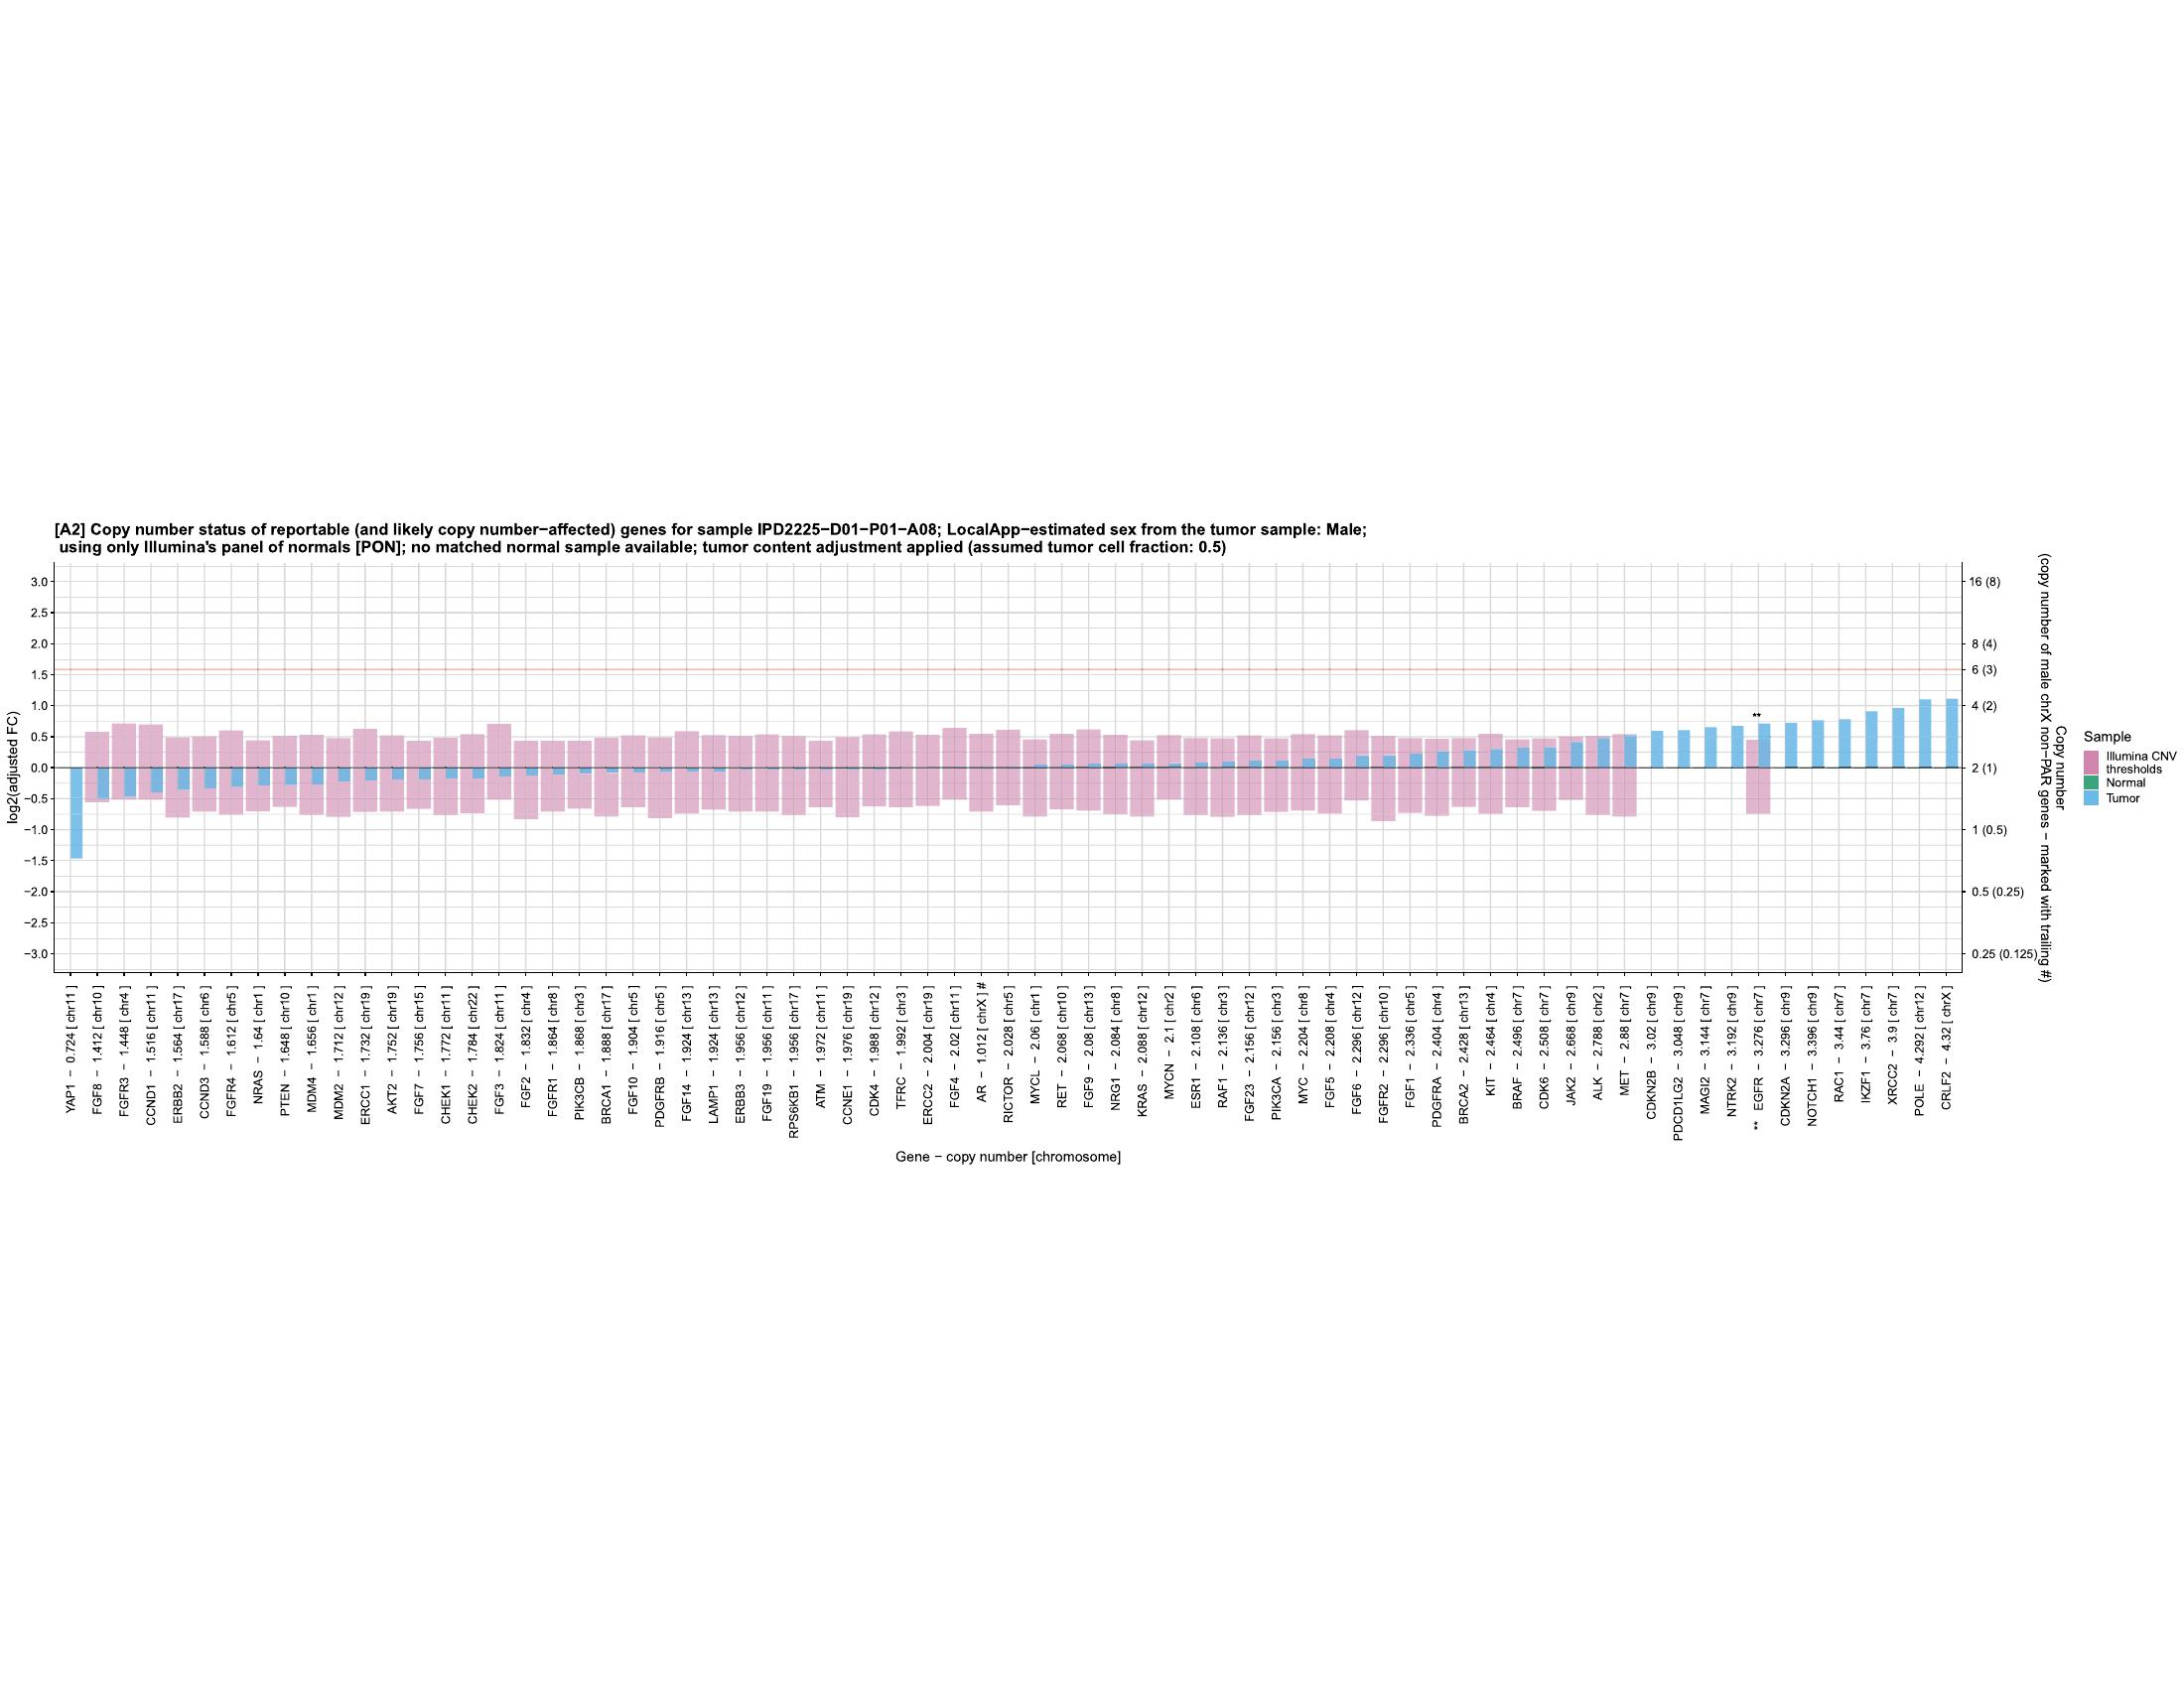 [A2] Copy number status of reportable (and likely copy number−affected) genes for sample IPD2225−D01−P01−A08; LocalApp−estimated sex from the tumor sample: Male;
using only Illumina's panel of normals [PON]; no matched normal sample available; tumor content adjustment applied (assumed tumor cell fraction: 0.5)
log2(adjusted FC)
3.0
2.5
2.0
1.5
1.0
0.5
0.0
−0.5
−1.0
−1.5
−2.0
−2.5
−3.0
**
16 (8)
8 (4)
6 (3)
4 (2)
2 (1)
1 (0.5)
0.5 (0.25)
0.25 (0.125)
Copy number
(copy number of male chrX non−PAR genes − marked with trailing #)
Sample
Illumina CNV
thresholds
Normal
Tumor
YAP1 − 0.724 [ chr11 ]
FGF8 − 1.412 [ chr10 ]
FGFR3 − 1.448 [ chr4 ]
CCND1 − 1.516 [ chr11 ]
ERBB2 − 1.564 [ chr17 ]
CCND3 − 1.588 [ chr6 ]
FGFR4 − 1.612 [ chr5 ]
NRAS − 1.64 [ chr1 ]
PTEN − 1.648 [ chr10 ]
MDM4 − 1.656 [ chr1 ]
MDM2 − 1.712 [ chr12 ]
ERCC1 − 1.732 [ chr19 ]
AKT2 − 1.752 [ chr19 ]
FGF7 − 1.756 [ chr15 ]
CHEK1 − 1.772 [ chr11 ]
CHEK2 − 1.784 [ chr22 ]
FGF3 − 1.824 [ chr11 ]
FGF2 − 1.832 [ chr4 ]
FGFR1 − 1.864 [ chr8 ]
PIK3CB − 1.868 [ chr3 ]
BRCA1 − 1.888 [ chr17 ]
FGF10 − 1.904 [ chr5 ]
PDGFRB − 1.916 [ chr5 ]
FGF14 − 1.924 [ chr13 ]
LAMP1 − 1.924 [ chr13 ]
ERBB3 − 1.956 [ chr12 ]
FGF19 − 1.956 [ chr11 ]
RPS6KB1 − 1.956 [ chr17 ]
ATM − 1.972 [ chr11 ]
CCNE1 − 1.976 [ chr19 ]
CDK4 − 1.988 [ chr12 ]
TFRC − 1.992 [ chr3 ]
ERCC2 − 2.004 [ chr19 ]
FGF4 − 2.02 [ chr11 ]
AR − 1.012 [ chrX ] #
RICTOR − 2.028 [ chr5 ]
MYCL − 2.06 [ chr1 ]
RET − 2.068 [ chr10 ]
FGF9 − 2.08 [ chr13 ]
NRG1 − 2.084 [ chr8 ]
KRAS − 2.088 [ chr12 ]
MYCN − 2.1 [ chr2 ]
ESR1 − 2.108 [ chr6 ]
RAF1 − 2.136 [ chr3 ]
FGF23 − 2.156 [ chr12 ]
PIK3CA − 2.156 [ chr3 ]
MYC − 2.204 [ chr8 ]
FGF5 − 2.208 [ chr4 ]
FGF6 − 2.296 [ chr12 ]
FGFR2 − 2.296 [ chr10 ]
FGF1 − 2.336 [ chr5 ]
PDGFRA − 2.404 [ chr4 ]
BRCA2 − 2.428 [ chr13 ]
KIT − 2.464 [ chr4 ]
BRAF − 2.496 [ chr7 ]
CDK6 − 2.508 [ chr7 ]
JAK2 − 2.668 [ chr9 ]
ALK − 2.788 [ chr2 ]
MET − 2.88 [ chr7 ]
CDKN2B − 3.02 [ chr9 ]
PDCD1LG2 − 3.048 [ chr9 ]
MAGI2 − 3.144 [ chr7 ]
NTRK2 − 3.192 [ chr9 ]
** EGFR − 3.276 [ chr7 ]
CDKN2A − 3.296 [ chr9 ]
NOTCH1 − 3.396 [ chr9 ]
RAC1 − 3.444 [ chr7 ]
IKZF1 − 3.76 [ chr7 ]
XRCC2 − 3.9 [ chr7 ]
POLE − 4.292 [ chr12 ]
CRLF2 − 4.32 [ chrX ]
Gene − copy number [chromosome]